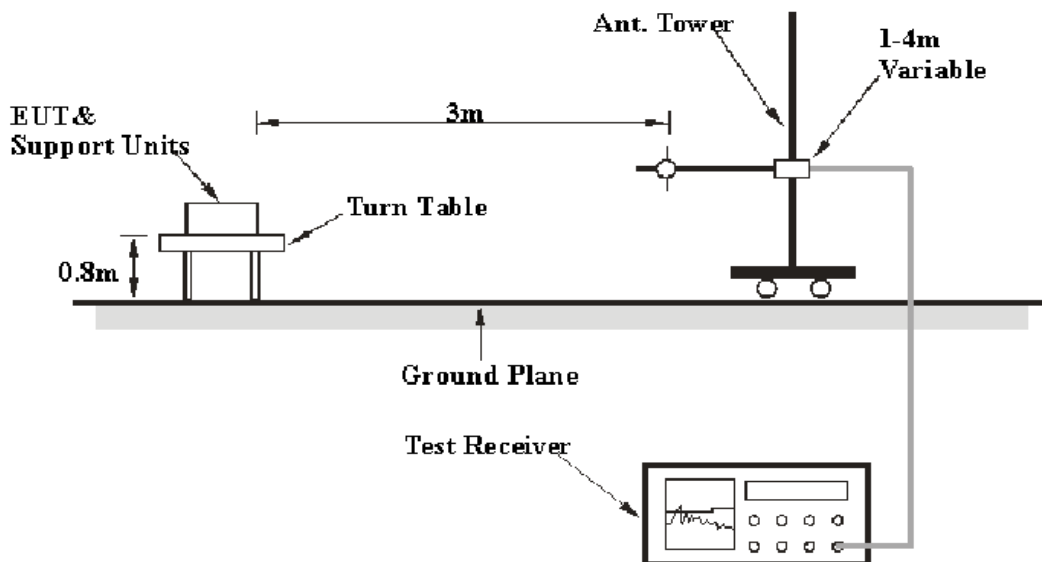 Ant. Tower
1-4m
Variable
EUT&
Support Units
3m
Turn Table
0.8m
Ground Plane
Test Receiver